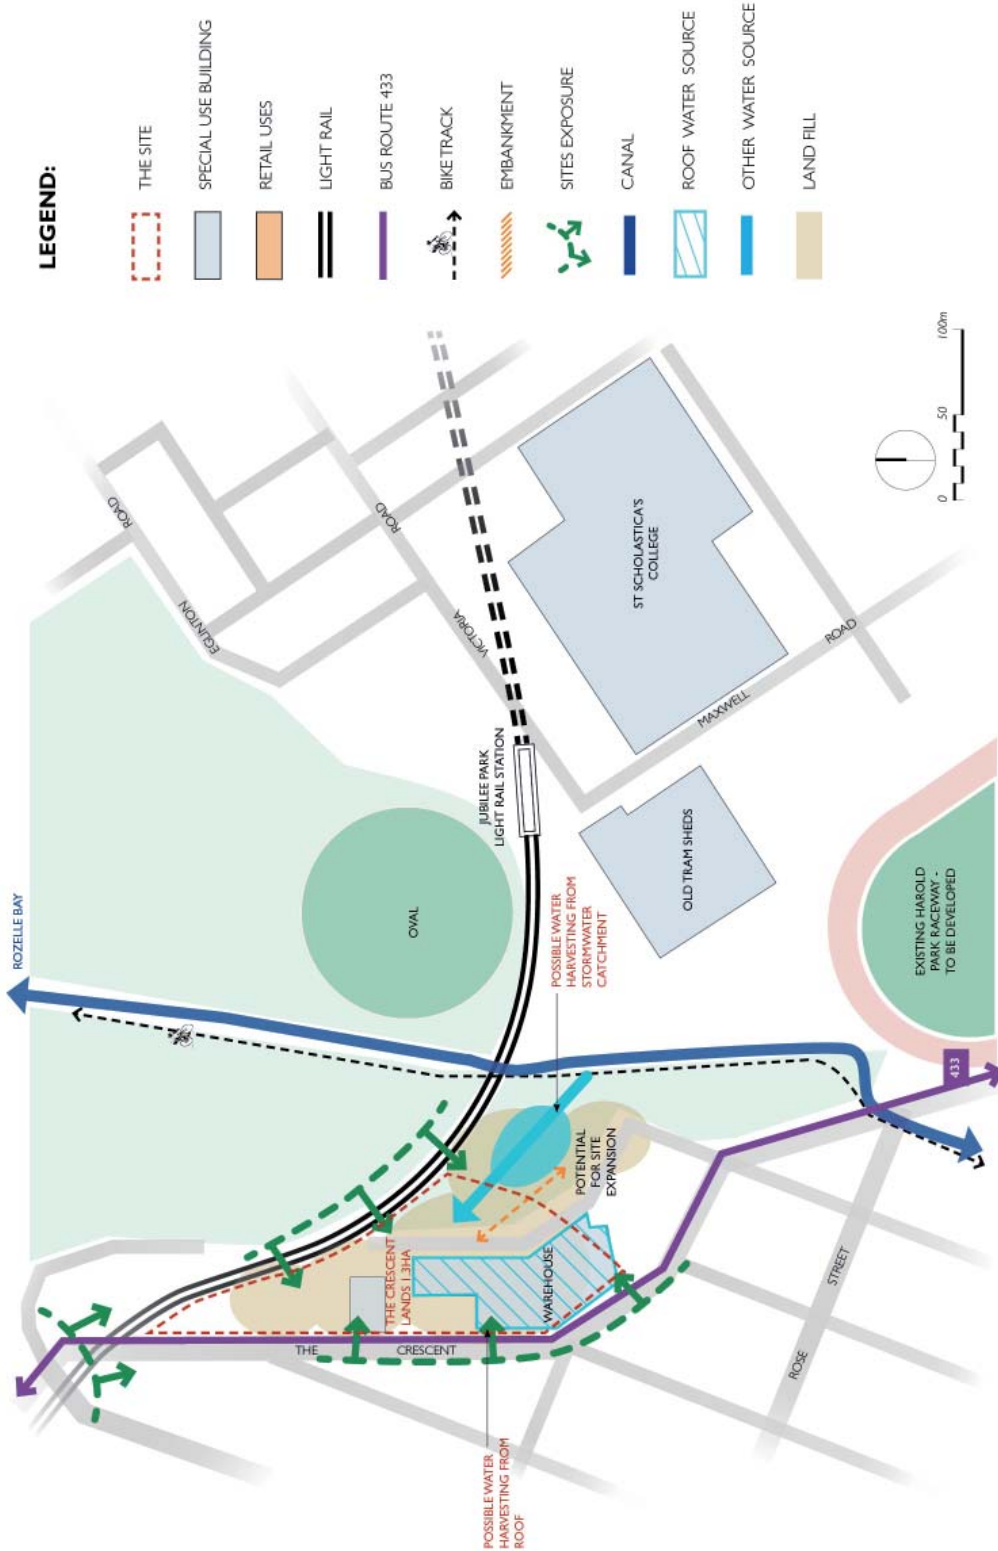 LEGEND:
THE SITE
SPECIAL USE BUILDING
RETAIL USES
LIGHT RAIL
BUS ROUTE 433
BIKE TRACK
EMBANKMENT
SITES EXPOSURE
CANAL
ROOF WATER SOURCE
OTHER WATER SOURCE
LAND FILL
0
50
100m
ROZELLE BAY
ROAD
EGLINTON
ROAD
VICTORIA
OVAL
JUBILEE PARK
LIGHT RAIL STATION
ST SCHOLASTICA'S
COLLEGE
MAXWELL
ROAD
OLD TRAM SHEDS
POSSIBLE WATER
HARVESTING FROM
STORMWATER
CATCHMENT
EXISTING HAROLD
PARK RACEWAY -
TO BE DEVELOPED
433
POTENTIAL
FOR SITE
EXPANSION
THE CRESCENT
LANDS 1.3HA
WAREHOUSE
THE
CRESCENT
ROSE
STREET
POSSIBLE WATER
HARVESTING FROM
ROOF